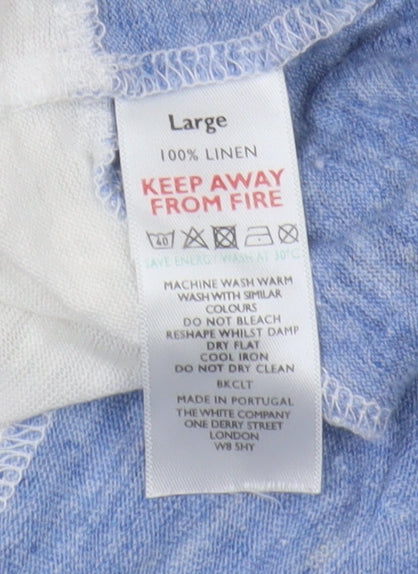 Large
100% LINEN
KEEP AWAY
FROM FIRE
40
SAVE ENERGY WASH AT 30°C
MACHINE WASH WARM
WASH WITH SIMILAR
COLOURS
DO NOT BLEACH
RESHAPE WHILST DAMP
DRY FLAT
COOL IRON
DO NOT DRY CLEAN
BKCLT
MADE IN PORTUGAL
THE WHITE COMPANY
ONE DERRY STREET
LONDON
W8 5HY